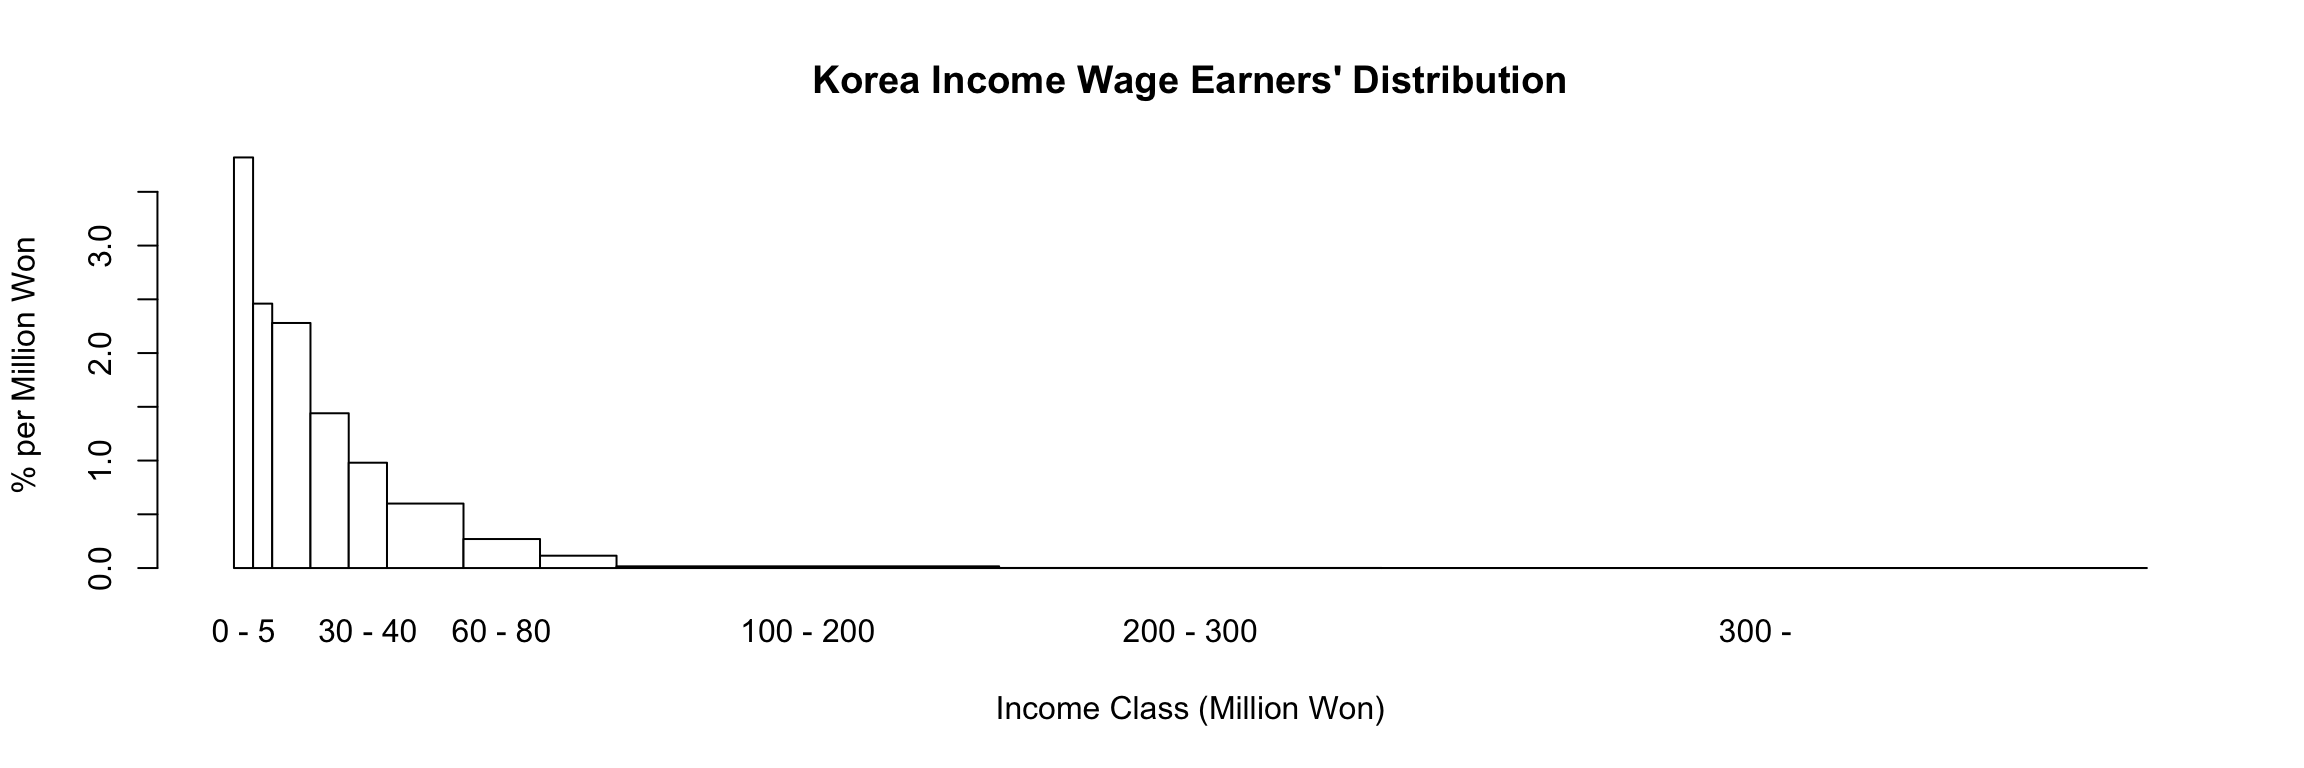 Korea Income Wage Earners' Distribution
% per Million Won
3.0
2.0
1.0
0.0
0 - 5 30 - 40 60 - 80 100 - 200 200 - 300 300 -
Income Class (Million Won)